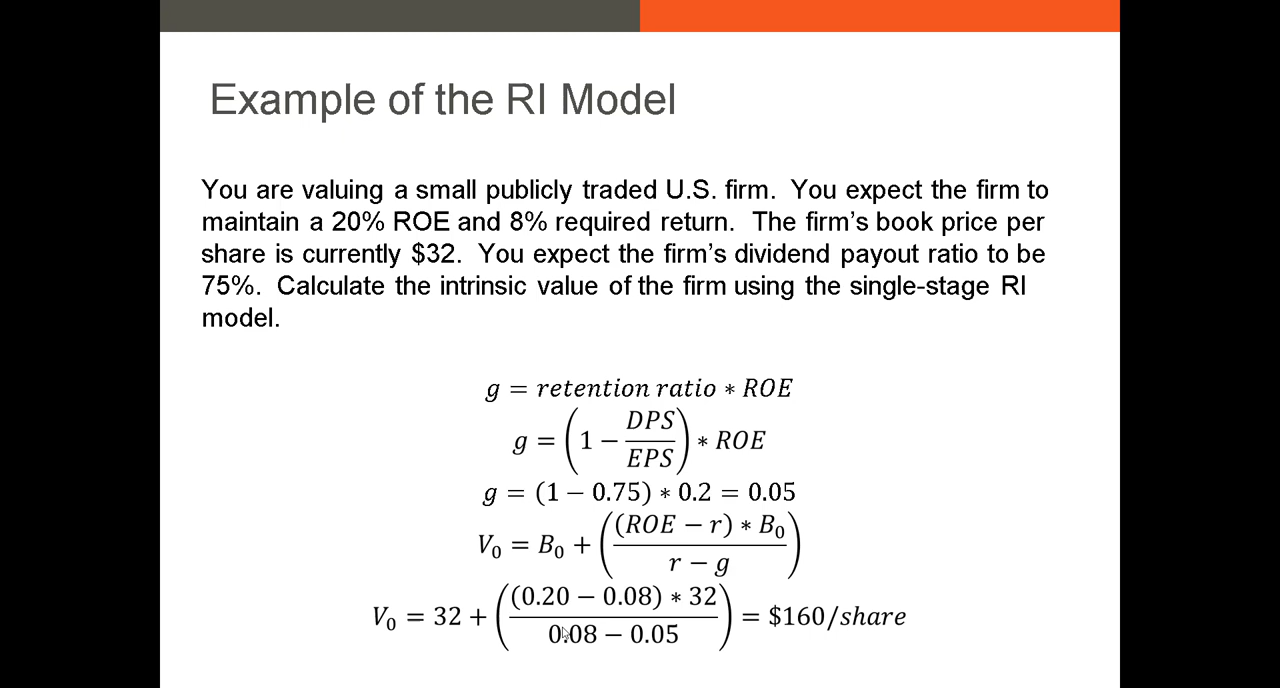 Example of the RI Model
You are valuing a small publicly traded U.S. firm. You expect the firm to
maintain a 20% ROE and 8% required return. The firm's book price per
share is currently $32. You expect the firm's dividend payout ratio to be
75%. Calculate the intrinsic value of the firm using the single-stage RI
model.
g = retention ratio ∗ ROE
g = (1 − DPS/EPS) ∗ ROE
g = (1 − 0.75) ∗ 0.2 = 0.05
V₀ = B₀ + ((ROE − r) ∗ B₀ / r − g)
V₀ = 32 + ((0.20 − 0.08) ∗ 32 / 0.08 − 0.05) = $160/share